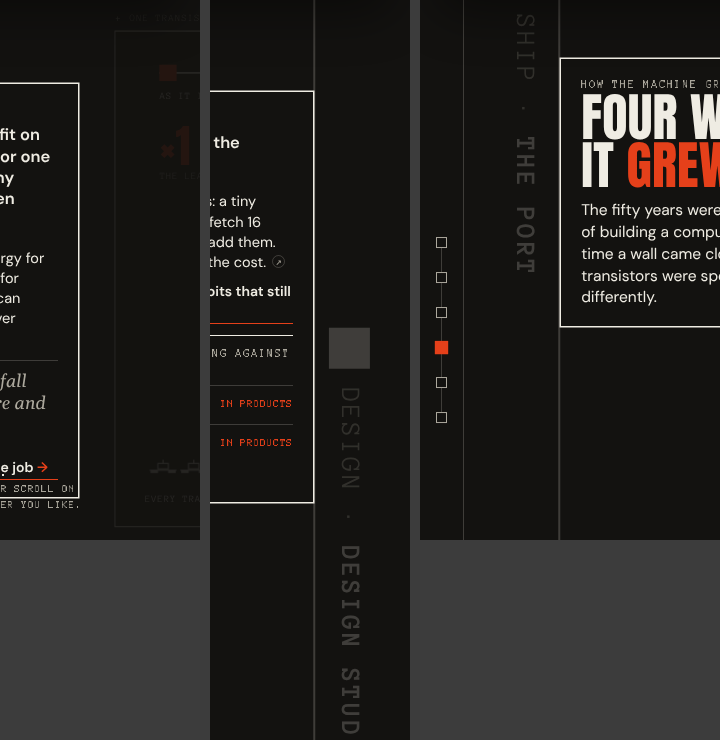 fit on
or one
ny
en
rgy for
for
can
ver
fall
re and
e job →
R SCROLL ON
ER YOU LIKE.
AS IT
×1
EVERY TRA
the
s: a tiny
fetch 16
add them.
the cost. ↗
bits that still
NG AGAINST
IN PRODUCTS
IN PRODUCTS
DESIGN · DESIGN STUD
SHIP · THE PORT
HOW THE MACHINE GR
FOUR W
IT GREW
The fifty years were
of building a compu
time a wall came clo
transistors were spe
differently.